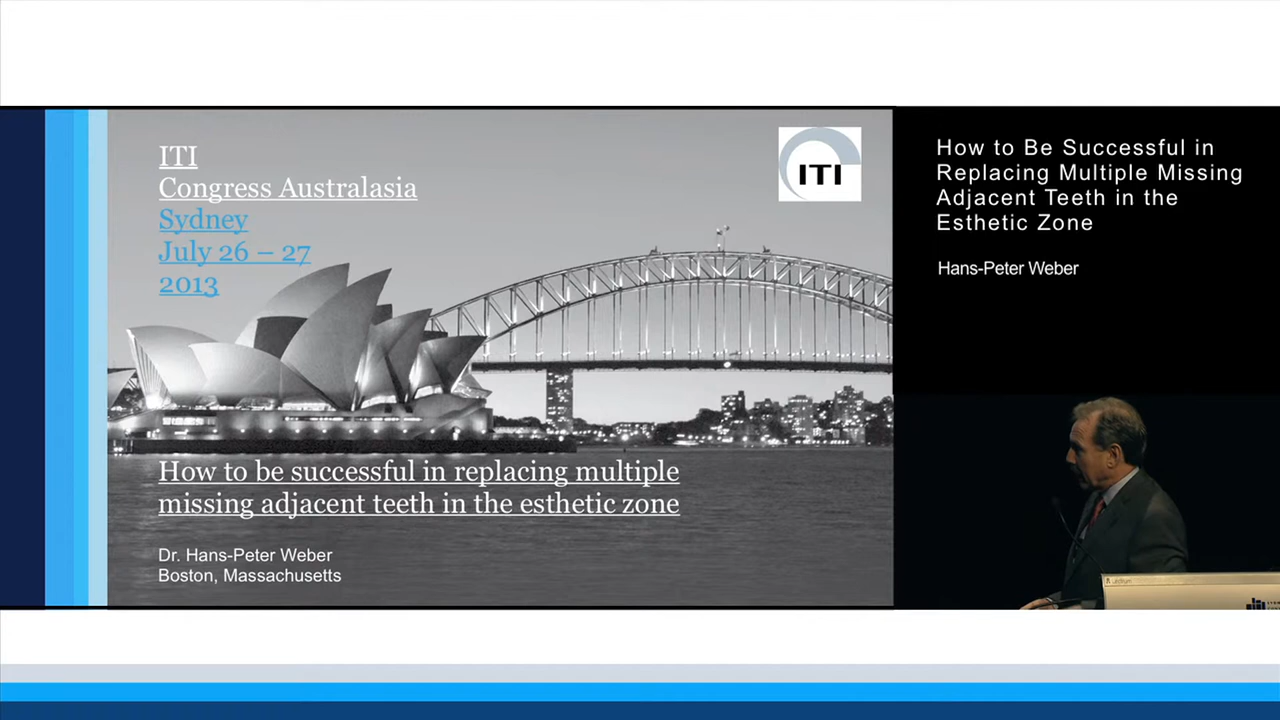 ITI
Congress Australasia
Sydney
July 26 – 27
2013
ITI
How to be successful in replacing multiple
missing adjacent teeth in the esthetic zone
Dr. Hans-Peter Weber
Boston, Massachusetts
How to Be Successful in
Replacing Multiple Missing
Adjacent Teeth in the
Esthetic Zone
Hans-Peter Weber